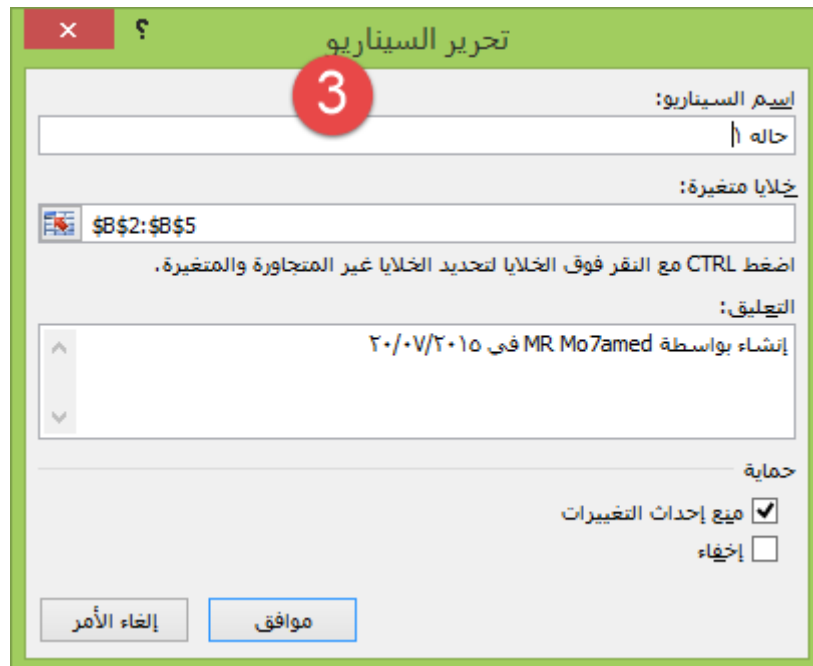 تحرير السيناريو
؟
3
اسم السيناريو:
حاله ١
خلايا متغيرة:
$B$2:$B$5
اضغط CTRL مع النقر فوق الخلايا لتحديد الخلايا غير المتجاورة والمتغيرة.
التعليق:
إنشاء بواسطة MR Mo7amed في ٢٠/٠٧/٢٠١٥
حماية
منع إحداث التغييرات
إخفاء
موافق
إلغاء الأمر